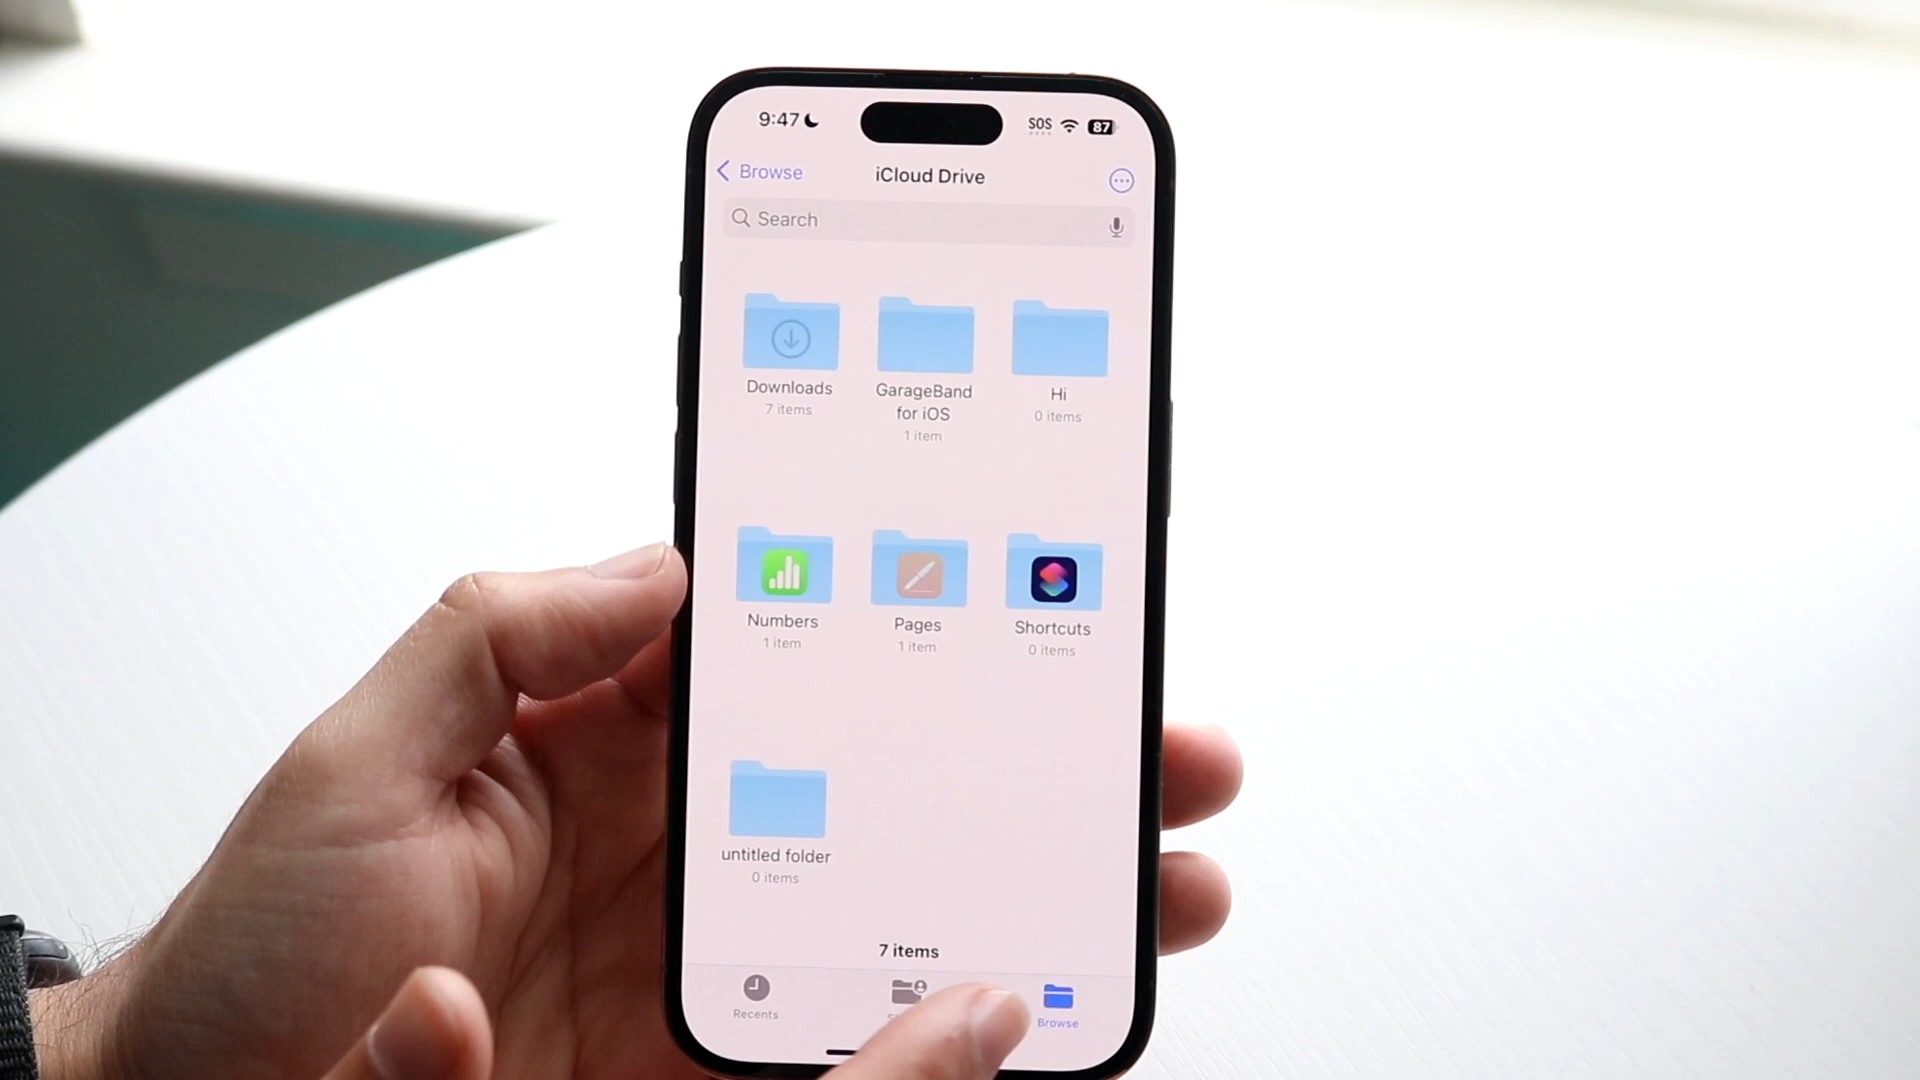 9:47
SOS
87
Browse
iCloud Drive
Search
Downloads
7 items
GarageBand
for iOS
1 item
Hi
0 items
Numbers
1 item
Pages
1 item
Shortcuts
0 items
untitled folder
0 items
7 items
Recents
Browse